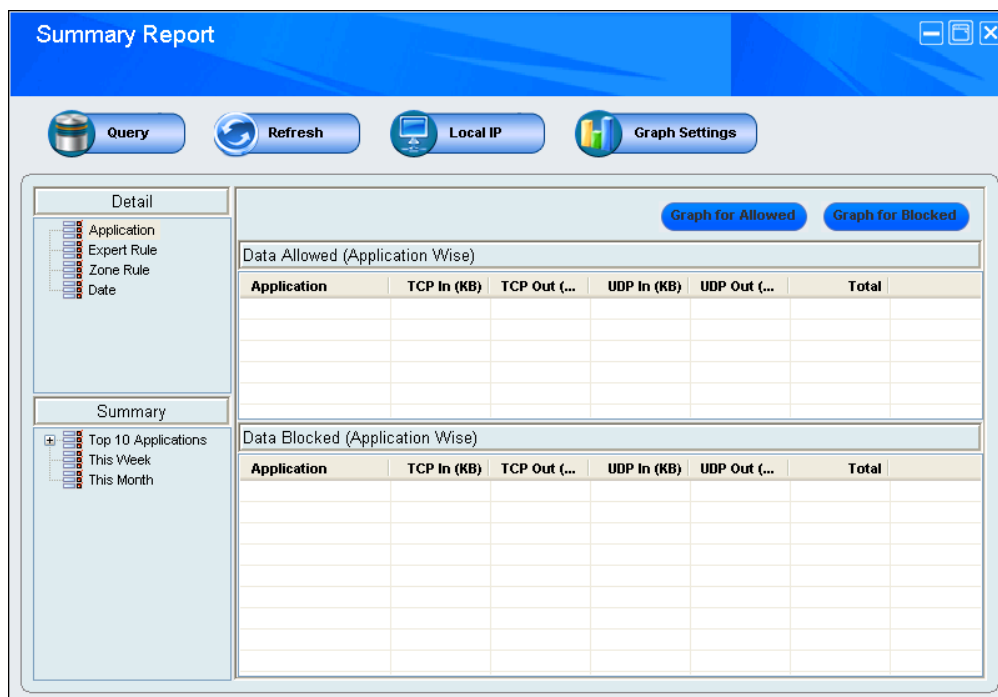 Summary Report
Query Refresh Local IP Graph Settings
Detail
Application
Expert Rule
Zone Rule
Date
Graph for Allowed Graph for Blocked
Data Allowed (Application Wise)
Application TCP In (KB) TCP Out (... UDP In (KB) UDP Out (... Total
Summary
Top 10 Applications
This Week
This Month
Data Blocked (Application Wise)
Application TCP In (KB) TCP Out (... UDP In (KB) UDP Out (... Total